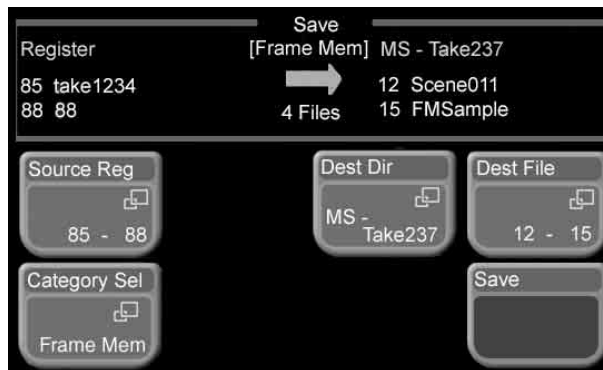 Save
Register [Frame Mem] MS - Take237
85 take1234 12 Scene011
88 88 4 Files 15 FMSample
Source Reg Dest Dir Dest File
85 - 88 MS - Take237 12 - 15
Category Sel Save
Frame Mem